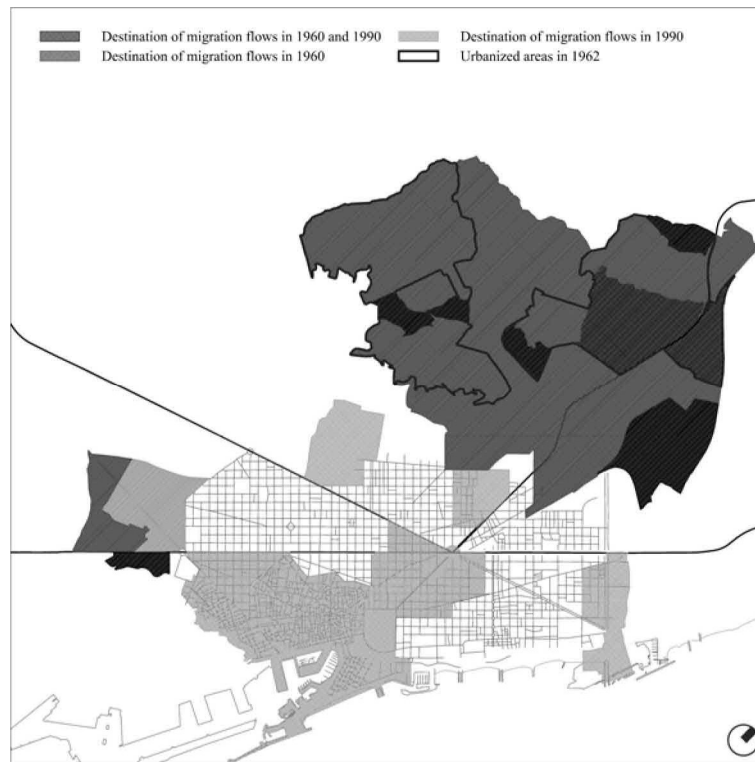 Destination of migration flows in 1960 and 1990
Destination of migration flows in 1960
Destination of migration flows in 1990
Urbanized areas in 1962